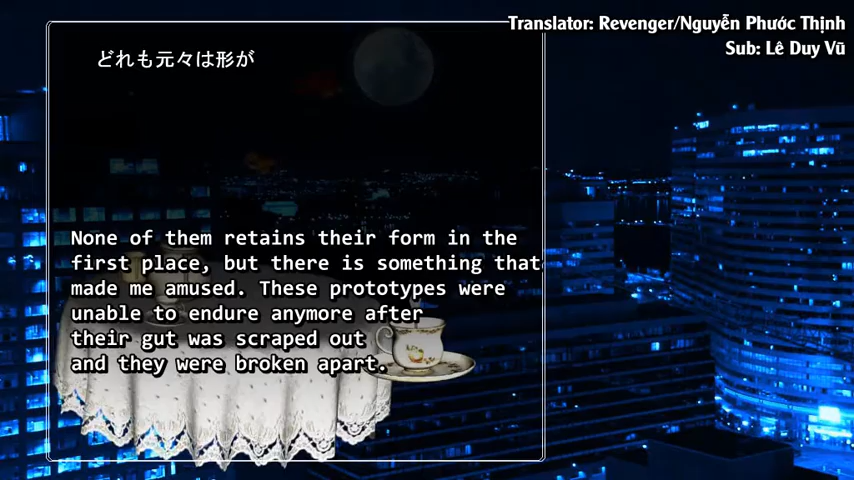 Translator: Revenger/Nguyễn Phước Thịnh
Sub: Lê Duy Vũ
どれも元々は形が
None of them retains their form in the
first place, but there is something that
made me amused. These prototypes were
unable to endure anymore after
their gut was scraped out
and they were broken apart.